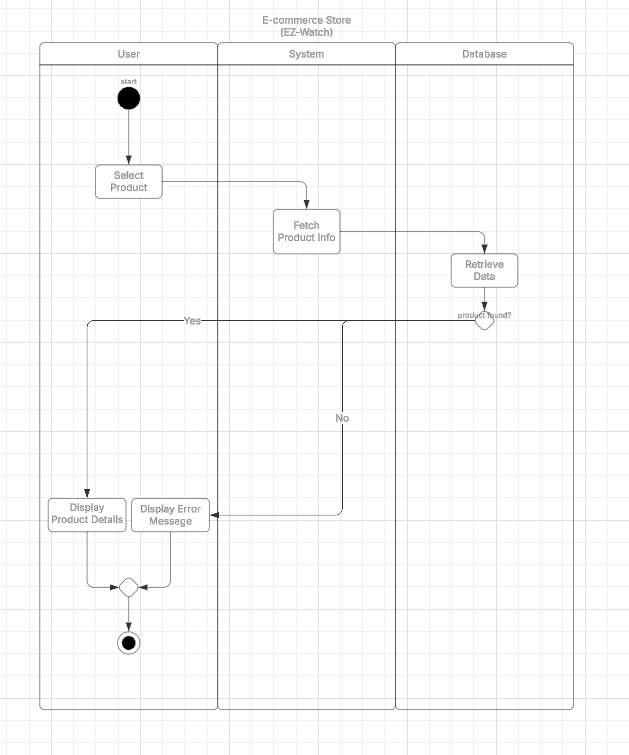 E-commerce Store
(EZ-Watch)
User
System
Database
start
Select
Product
Fetch
Product Info
Retrieve
Data
product found?
Yes
No
Display
Product Details
Display Error
Message